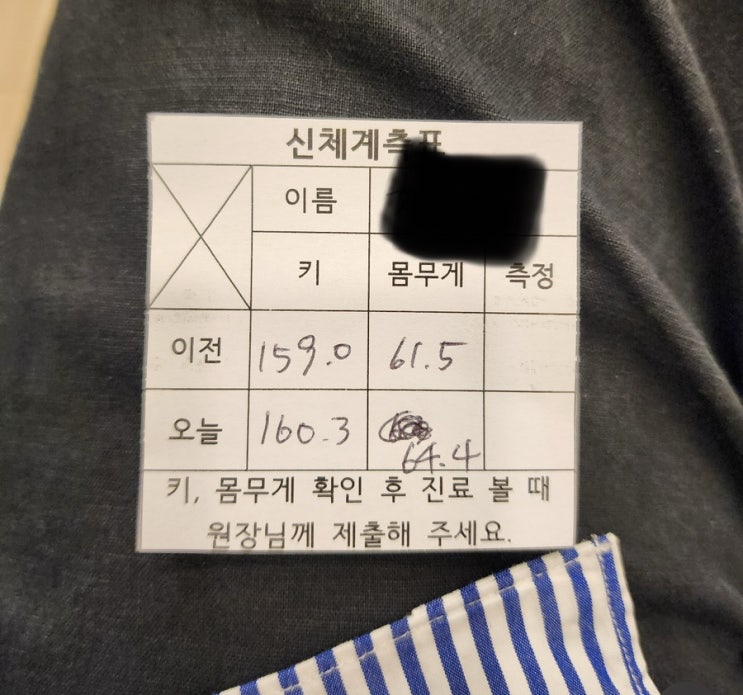 신체계측표
이름
키 몸무게 측정
이전 159.0 61.5
오늘 160.3 64.4
키, 몸무게 확인 후 진료 볼 때
원장님께 제출해 주세요.